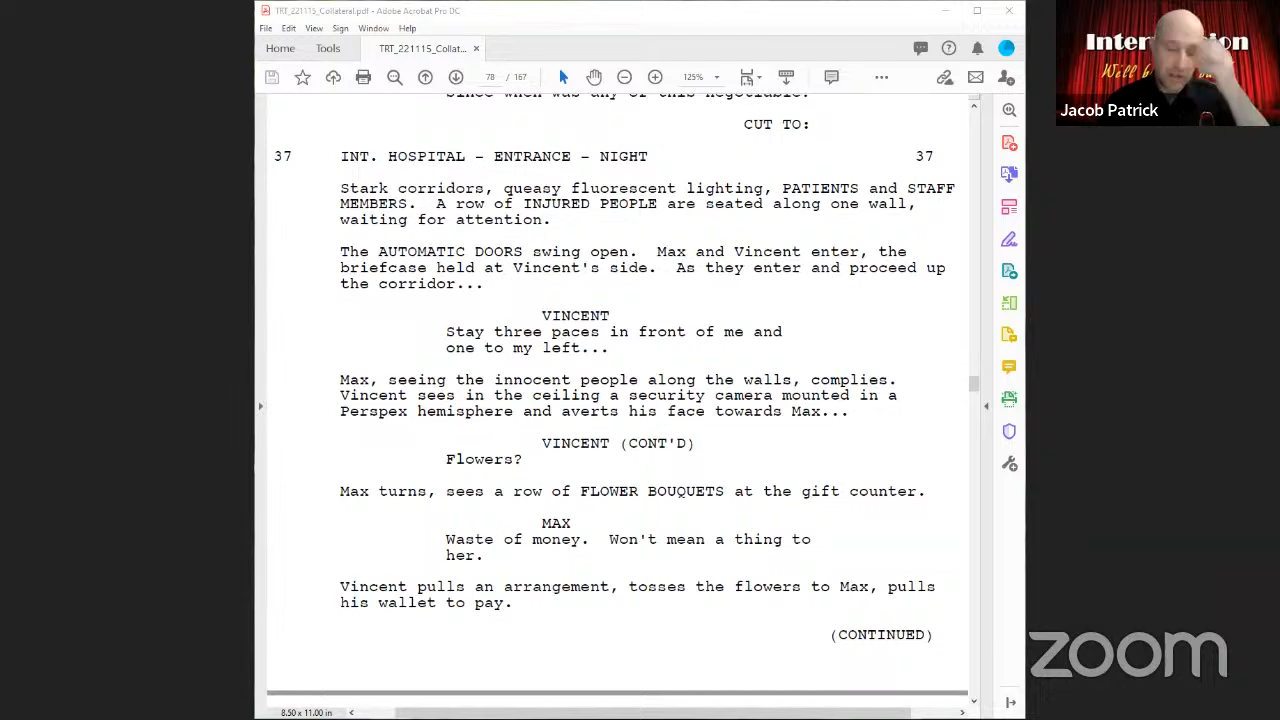 TRT_221115_Collateral.pdf - Adobe Acrobat Pro DC
File Edit View Sign Window Help
Home Tools TRT_221115_Collat... ×
78 / 167 125%
Since when was any of this negotiable.
CUT TO:
37 INT. HOSPITAL - ENTRANCE - NIGHT 37
Stark corridors, queasy fluorescent lighting, PATIENTS and STAFF
MEMBERS. A row of INJURED PEOPLE are seated along one wall,
waiting for attention.
The AUTOMATIC DOORS swing open. Max and Vincent enter, the
briefcase held at Vincent's side. As they enter and proceed up
the corridor...
VINCENT
Stay three paces in front of me and
one to my left...
Max, seeing the innocent people along the walls, complies.
Vincent sees in the ceiling a security camera mounted in a
Perspex hemisphere and averts his face towards Max...
VINCENT (CONT'D)
Flowers?
Max turns, sees a row of FLOWER BOUQUETS at the gift counter.
MAX
Waste of money. Won't mean a thing to
her.
Vincent pulls an arrangement, tosses the flowers to Max, pulls
his wallet to pay.
(CONTINUED)
8.50 x 11.00 in
Jacob Patrick
zoom